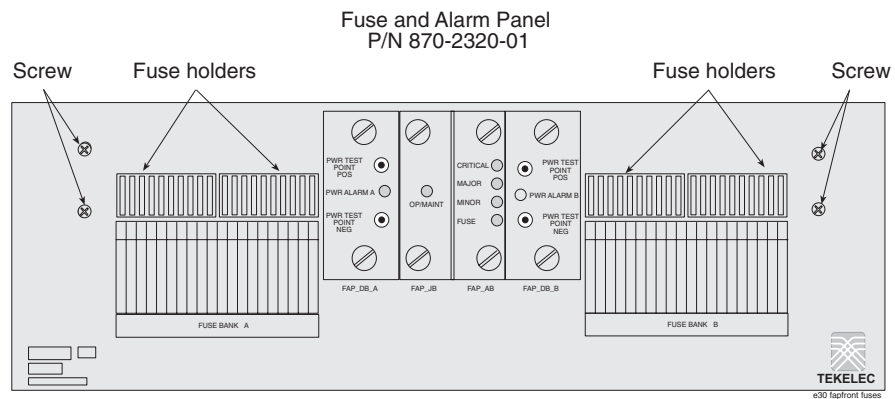 Fuse and Alarm Panel
P/N 870-2320-01
Screw
Fuse holders
Fuse holders
Screw
PWR TEST
POINT
POS
PWR ALARM A
PWR TEST
POINT
NEG
OP/MAINT
CRITICAL
MAJOR
MINOR
FUSE
PWR TEST
POINT
POS
PWR ALARM B
PWR TEST
POINT
NEG
FAP_DB_A
FAP_JB
FAP_AB
FAP_DB_B
FUSE BANK A
FUSE BANK B
TEKELEC
e30 fapfront fuses